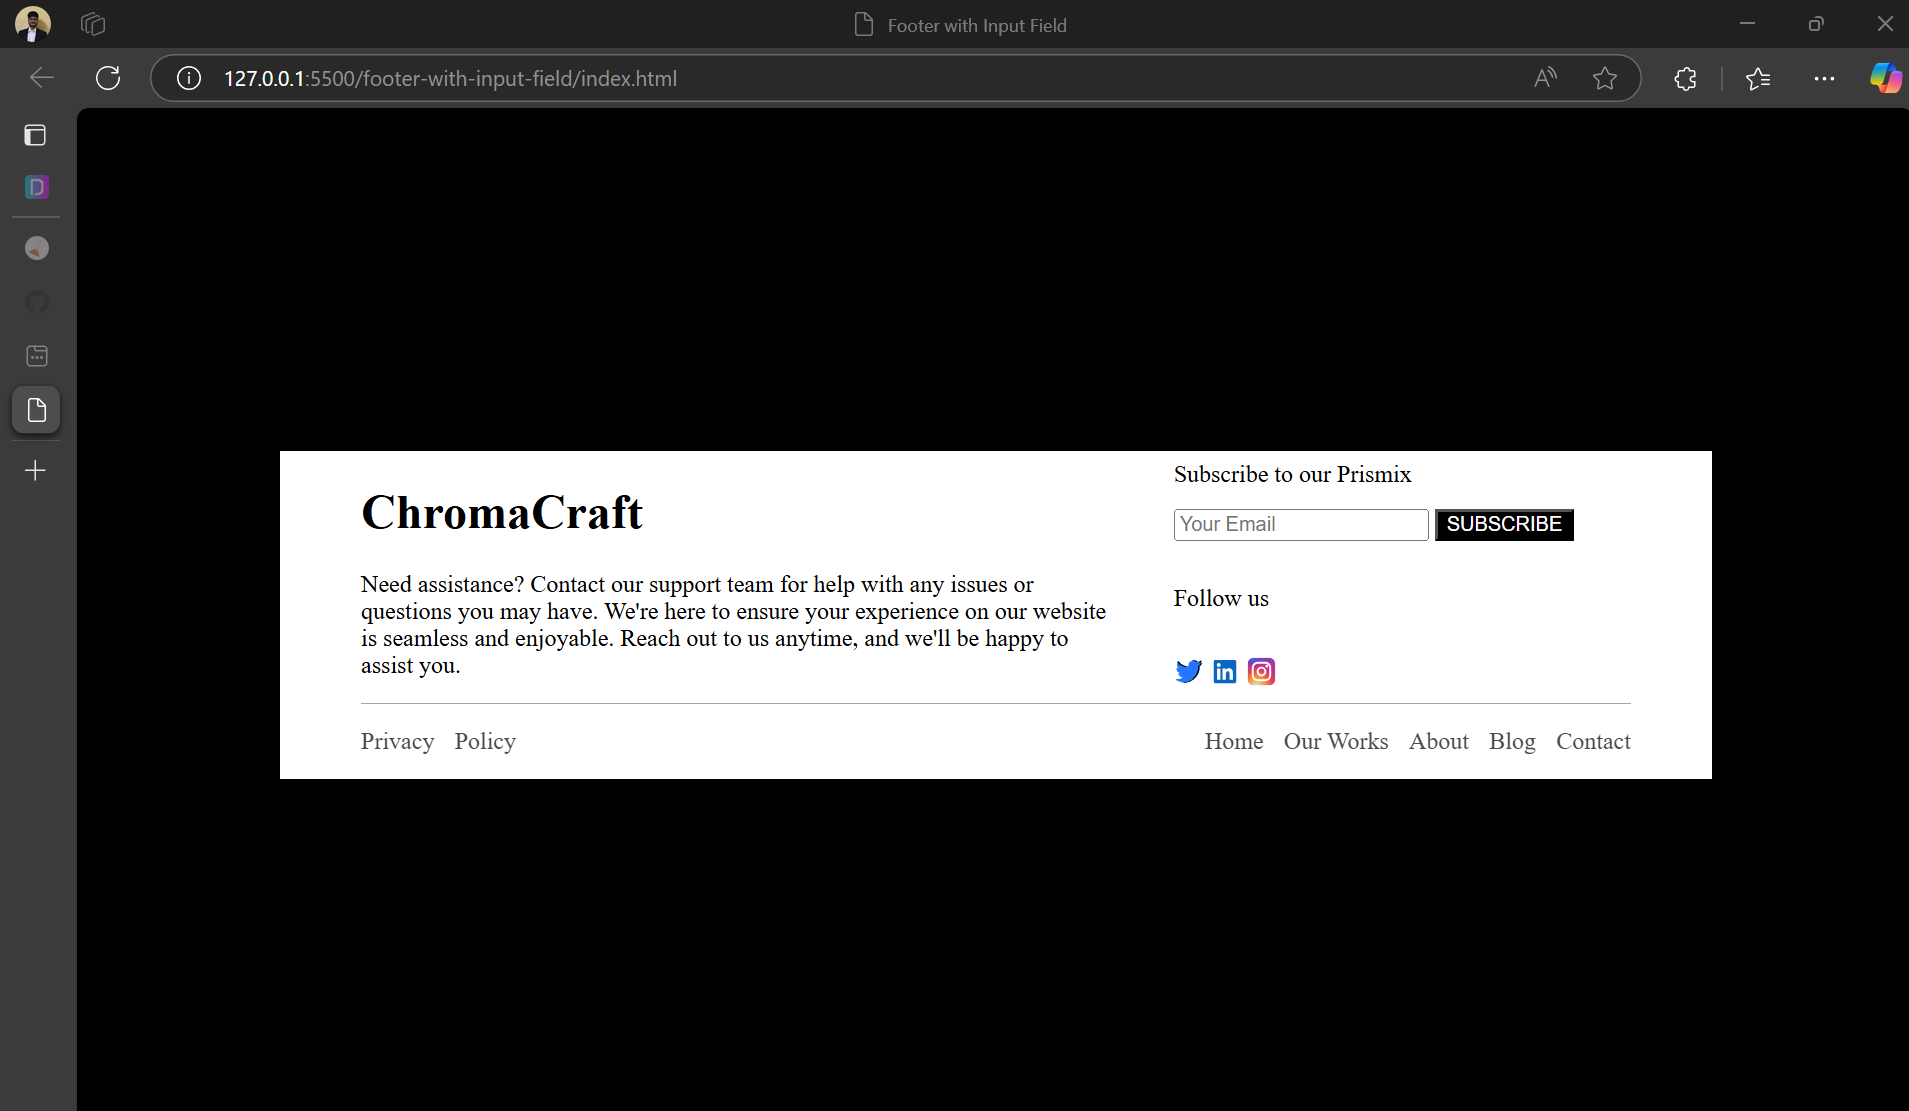 Footer with Input Field
127.0.0.1:5500/footer-with-input-field/index.html
ChromaCraft
Need assistance? Contact our support team for help with any issues or
questions you may have. We're here to ensure your experience on our website
is seamless and enjoyable. Reach out to us anytime, and we'll be happy to
assist you.
Subscribe to our Prismix
Your Email SUBSCRIBE
Follow us
Privacy Policy
Home Our Works About Blog Contact